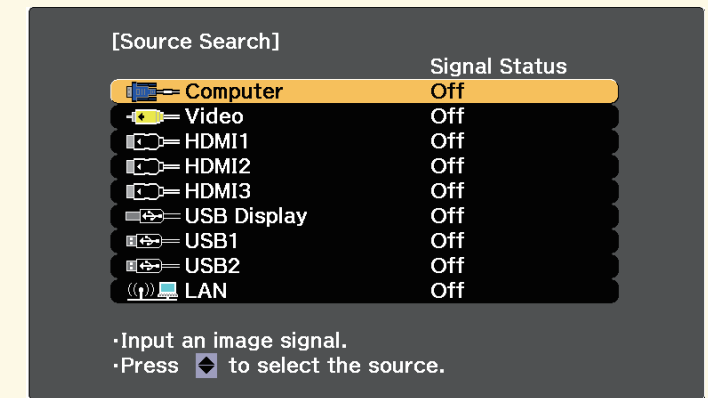 [Source Search]
Signal Status
Computer Off
Video Off
HDMI1 Off
HDMI2 Off
HDMI3 Off
USB Display Off
USB1 Off
USB2 Off
LAN Off
·Input an image signal.
·Press to select the source.